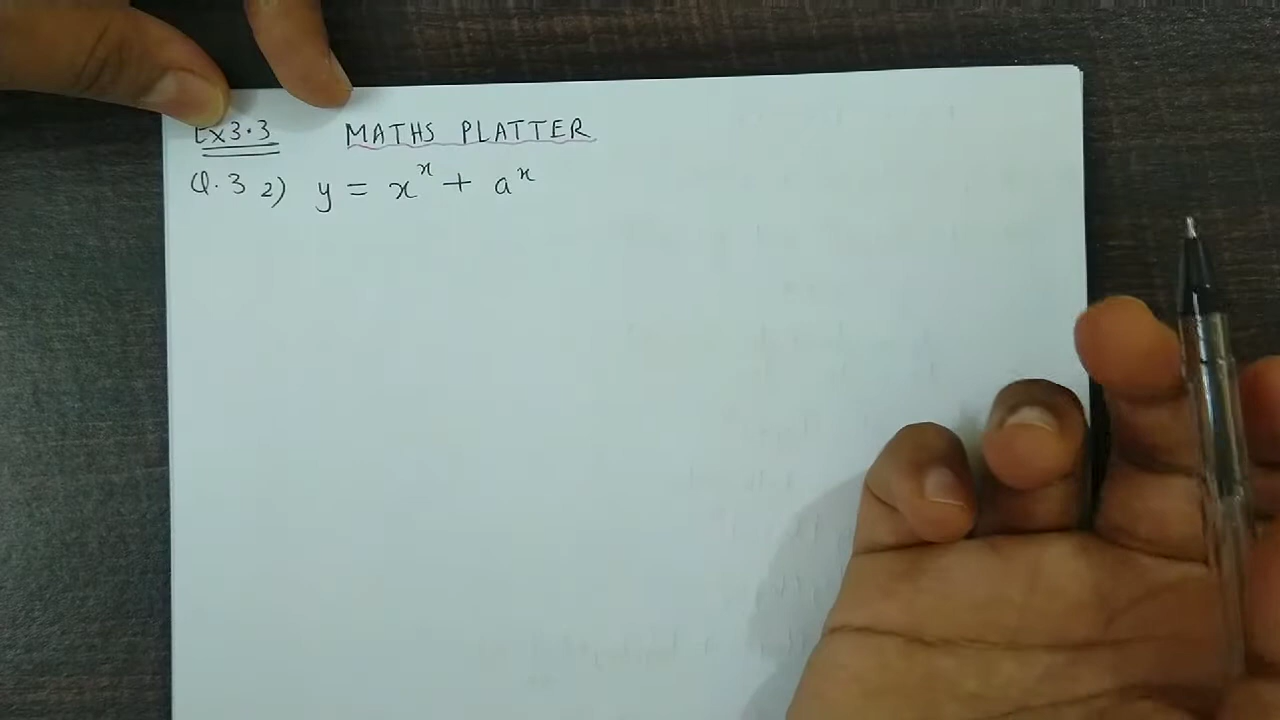 Ex3.3 MATHS PLATTER
Q.3 2) y = x^x + a^x